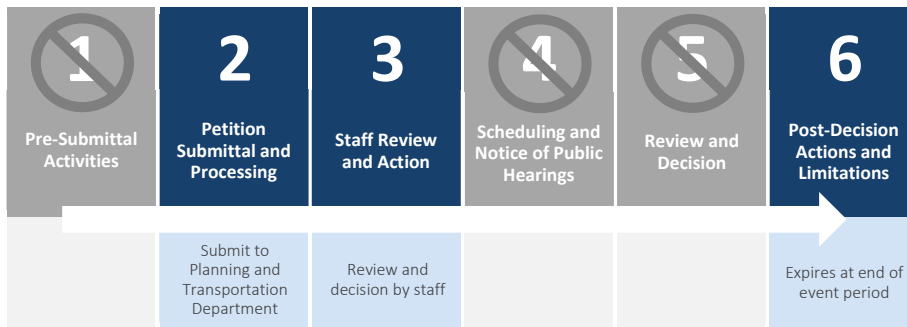 1
Pre-Submittal
Activities
2
Petition
Submittal and
Processing
Submit to
Planning and
Transportation
Department
3
Staff Review
and Action
Review and
decision by staff
4
Scheduling and
Notice of Public
Hearings
5
Review and
Decision
6
Post-Decision
Actions and
Limitations
Expires at end of
event period